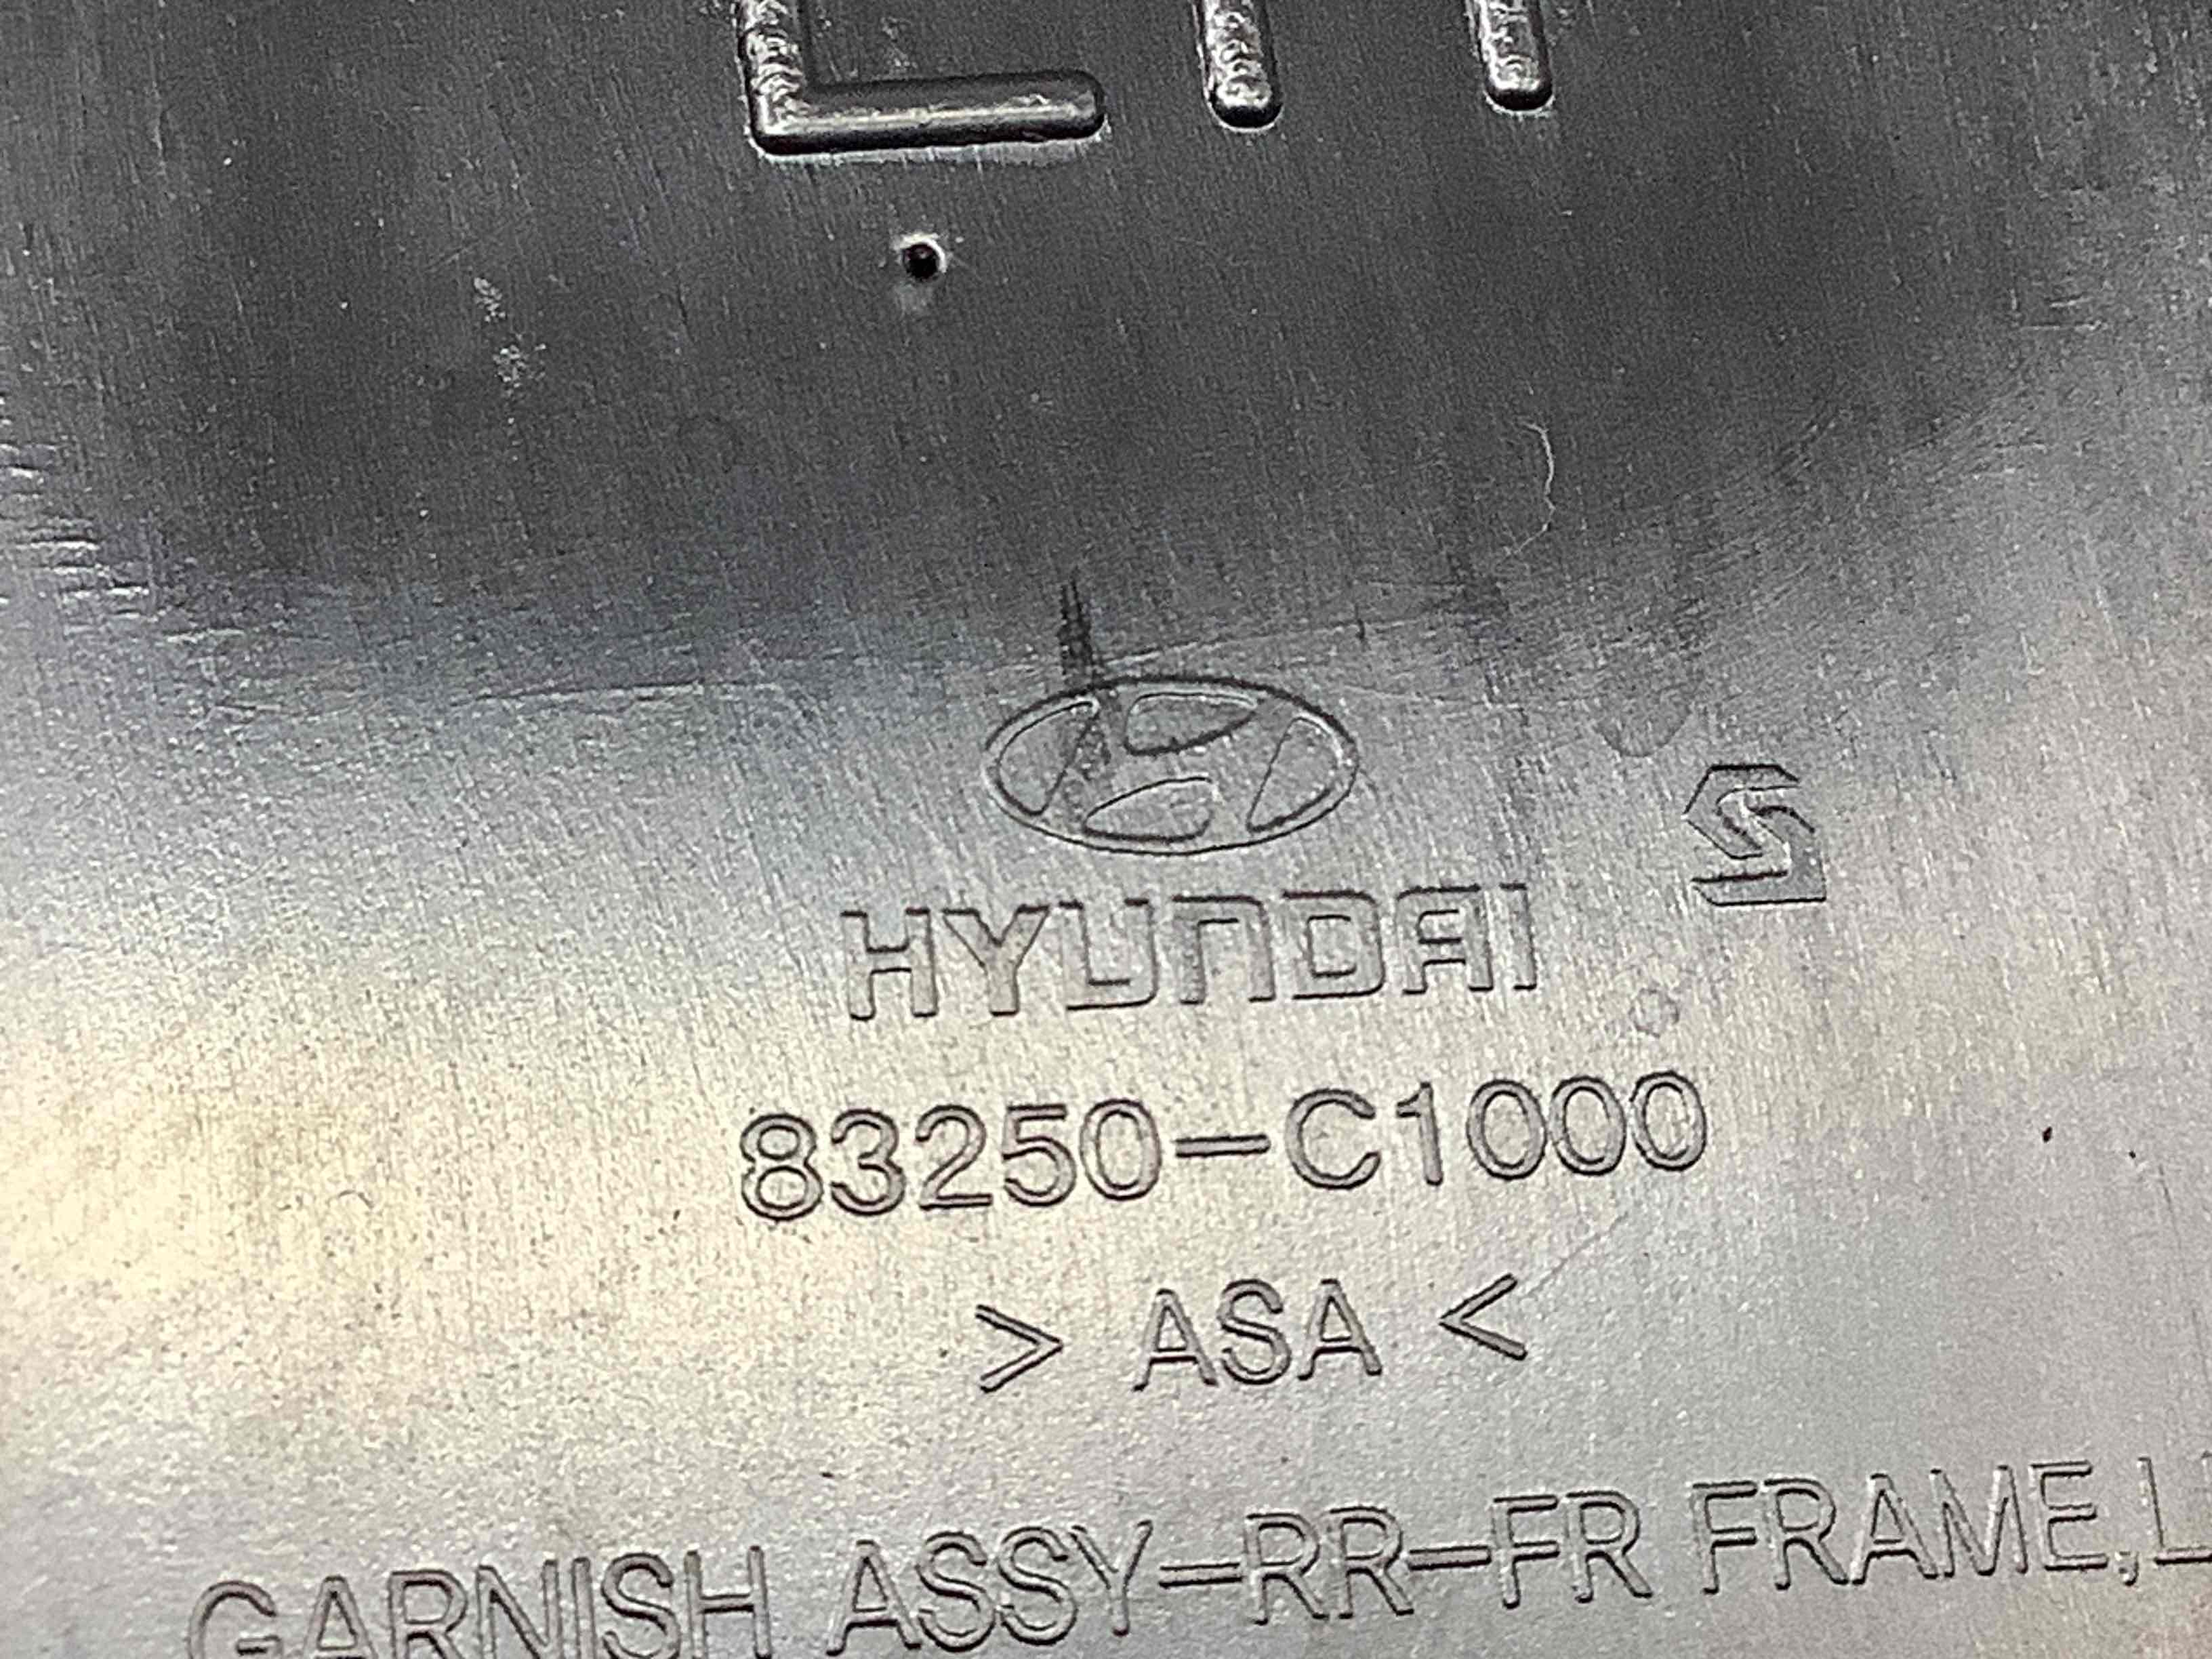 HYUNDAI
83250-C1000
> ASA <
GARNISH ASSY-RR-FR FRAME,L